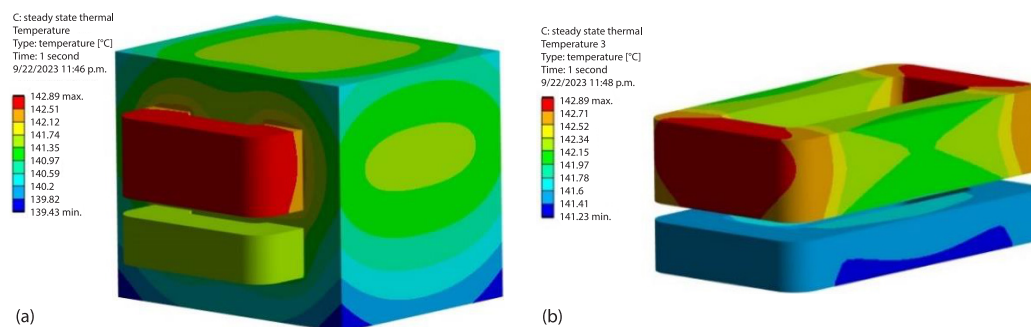 C: steady state thermal
Temperature
Type: temperature [°C]
Time: 1 second
9/22/2023 11:46 p.m.
142.89 max.
142.51
142.12
141.74
141.35
140.97
140.59
140.2
139.82
139.43 min.
(a)
C: steady state thermal
Temperature 3
Type: temperature [°C]
Time: 1 second
9/22/2023 11:48 p.m.
142.89 max.
142.71
142.52
142.34
142.15
141.97
141.78
141.6
141.41
141.23 min.
(b)